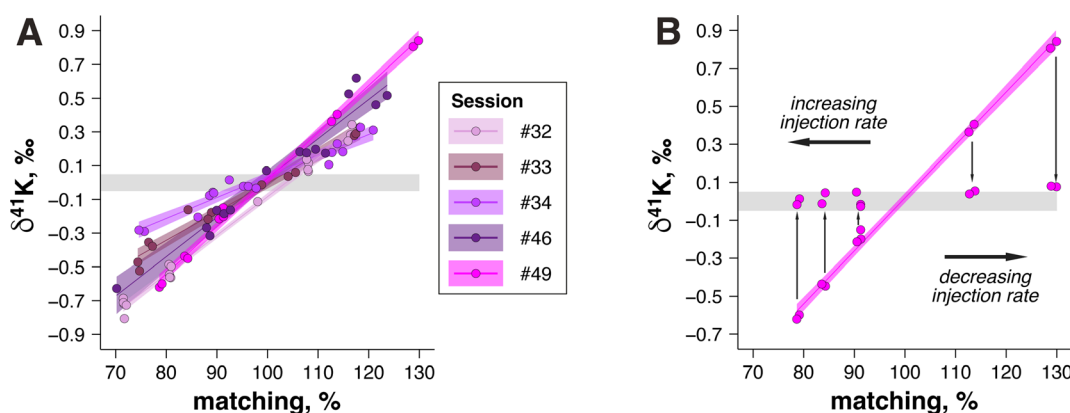 A
δ41K, ‰
0.9
0.7
0.5
0.3
0.1
−0.1
−0.3
−0.5
−0.7
−0.9
70 80 90 100 110 120 130
matching, %
Session
#32
#33
#34
#46
#49
B
δ41K, ‰
0.9
0.7
0.5
0.3
0.1
−0.1
−0.3
−0.5
−0.7
increasing
injection rate
decreasing
injection rate
70 80 90 100 110 120 130
matching, %